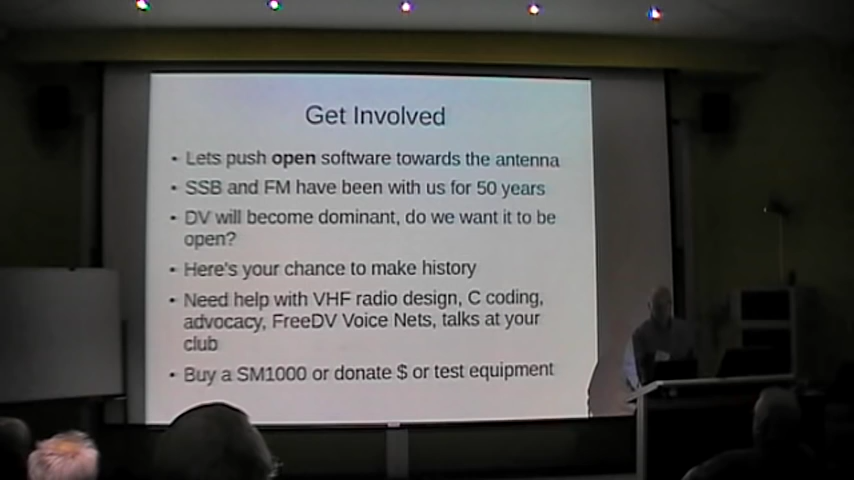 Get Involved
• Lets push open software towards the antenna
• SSB and FM have been with us for 50 years
• DV will become dominant, do we want it to be
open?
• Here's your chance to make history
• Need help with VHF radio design, C coding,
advocacy, FreeDV Voice Nets, talks at your
club
• Buy a SM1000 or donate $ or test equipment